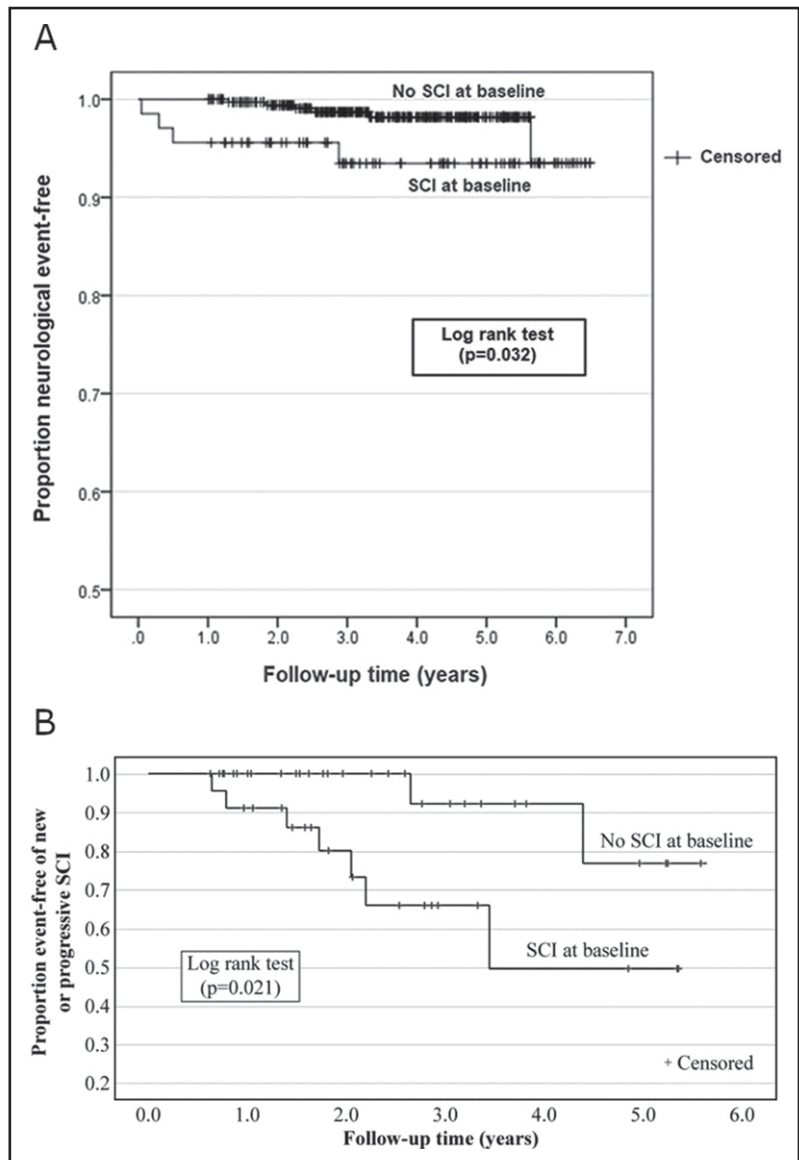 A
Proportion neurological event-free
1.0
0.9
0.8
0.7
0.6
0.5
No SCI at baseline
SCI at baseline
Censored
Log rank test
(p=0.032)
.0 1.0 2.0 3.0 4.0 5.0 6.0 7.0
Follow-up time (years)
B
Proportion event-free of new
or progressive SCI
1.0
0.9
0.8
0.7
0.6
0.5
0.4
0.3
0.2
No SCI at baseline
SCI at baseline
Log rank test
(p=0.021)
+ Censored
0.0 1.0 2.0 3.0 4.0 5.0 6.0
Follow-up time (years)